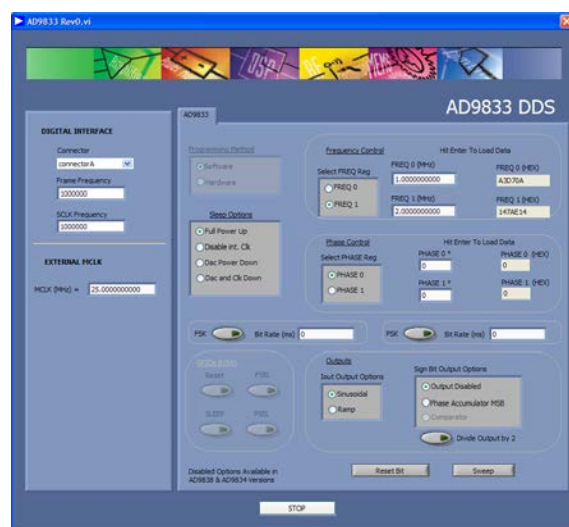 AD9833 Rev0.vi
DSP
RF
MEMS
AD9833 DDS
AD9833
DIGITAL INTERFACE
Connector
connectorA
Frame Frequency
1000000
SCLK Frequency
1000000
EXTERNAL MCLK
MCLK (MHz) = 25.0000000000
Programming Method
Software
Hardware
Sleep Options
Full Power Up
Disable int. Clk
Dac Power Down
Dac and Clk Down
Frequency Control
Hit Enter To Load Data
Select FREQ Reg
FREQ 0
FREQ 1
FREQ 0 (MHz)
1.0000000000
FREQ 0 (HEX)
A3D70A
FREQ 1 (MHz)
2.0000000000
FREQ 1 (HEX)
147AE14
Phase Control
Hit Enter To Load Data
Select PHASE Reg
PHASE 0
PHASE 1
PHASE 0 °
0
PHASE 0 (HEX)
0
PHASE 1 °
0
PHASE 1 (HEX)
0
FSK
Bit Rate (ms) 0
PSK
Bit Rate (ms) 0
Reset
FSEL
SLEEP
PSEL
Outputs
Iout Output Options
Sinusoidal
Ramp
Sign Bit Output Options
Output Disabled
Phase Accumulator MSB
Comparator
Divide Output by 2
Disabled Options Available in
AD9838 & AD9834 Versions
Reset Bit
Sweep
STOP